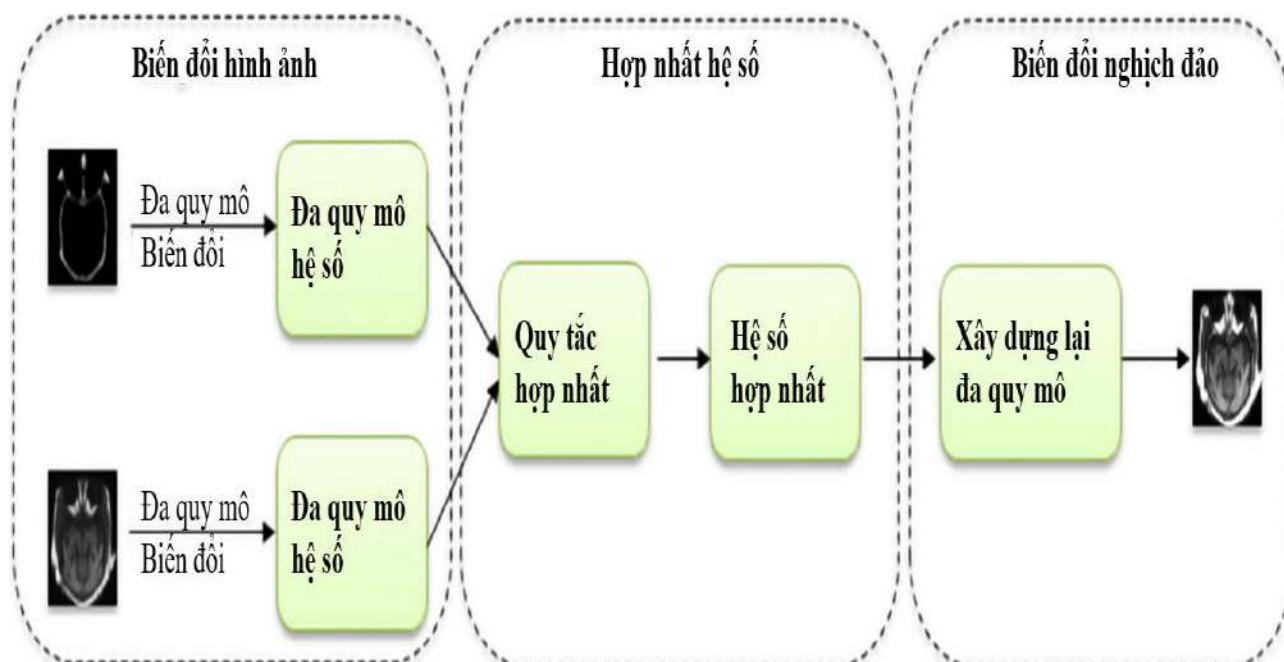 Biến đổi hình ảnh
Hợp nhất hệ số
Biến đổi nghịch đảo
Đa quy mô
Biến đổi
Đa quy mô
hệ số
Quy tắc
hợp nhất
Hệ số
hợp nhất
Xây dựng lại
đa quy mô
Đa quy mô
Biến đổi
Đa quy mô
hệ số